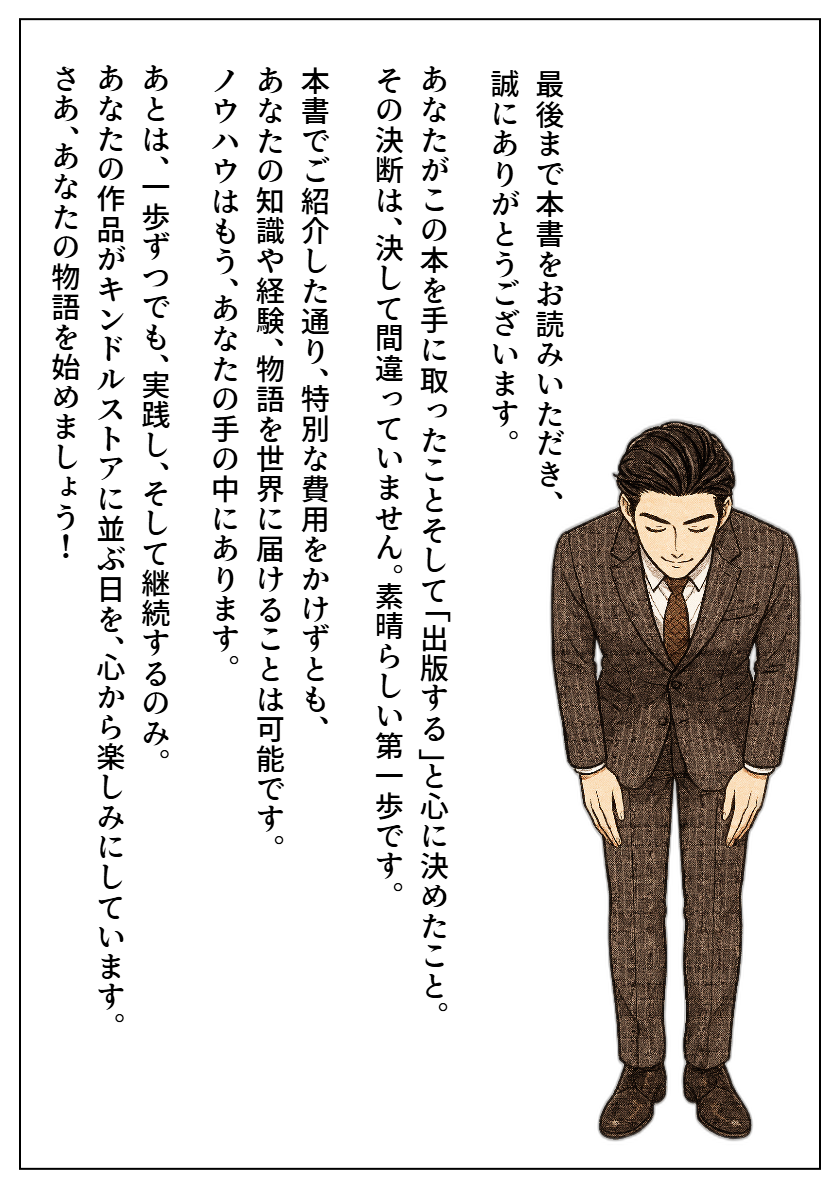 最後まで本書をお読みいただき、
誠にありがとうございます。
あなたがこの本を手に取ったことそして「出版する」と心に決めたこと。
その決断は、決して間違っていません。素晴らしい第一歩です。
本書でご紹介した通り、特別な費用をかけずとも、
あなたの知識や経験、物語を世界に届けることは可能です。
ノウハウはもう、あなたの手の中にあります。
あとは、一歩ずつでも、実践し、そして継続するのみ。
あなたの作品がキンドルストアに並ぶ日を、心から楽しみにしています。
さあ、あなたの物語を始めましょう！